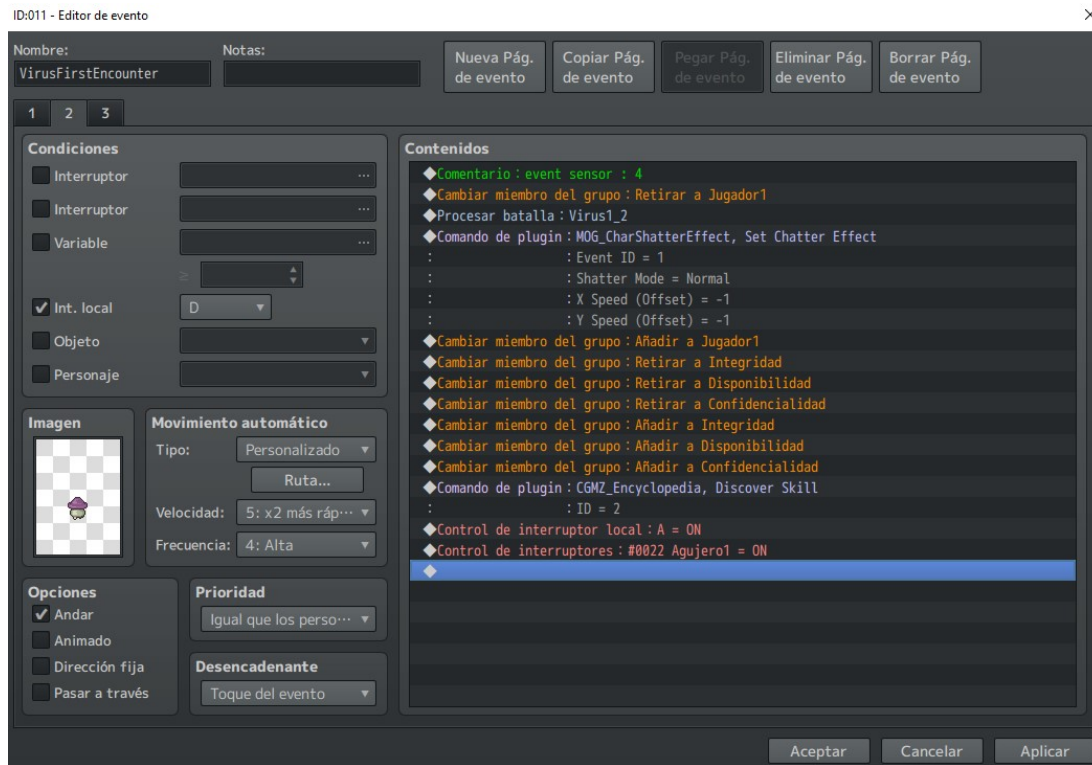 ID:011 - Editor de evento
Nombre:
Notas:
VirusFirstEncounter
Nueva Pág. de evento
Copiar Pág. de evento
Pegar Pág. de evento
Eliminar Pág. de evento
Borrar Pág. de evento
1 2 3
Condiciones
Interruptor
Interruptor
Variable
≥
Int. local D
Objeto
Personaje
Imagen
Movimiento automático
Tipo: Personalizado
Ruta...
Velocidad: 5: x2 más ráp···
Frecuencia: 4: Alta
Opciones
Andar
Animado
Dirección fija
Pasar a través
Prioridad
Igual que los perso···
Desencadenante
Toque del evento
Contenidos
◆Comentario：event sensor : 4
◆Cambiar miembro del grupo：Retirar a Jugador1
◆Procesar batalla：Virus1_2
◆Comando de plugin：MOG_CharShatterEffect, Set Chatter Effect
: ：Event ID = 1
: ：Shatter Mode = Normal
: ：X Speed (Offset) = -1
: ：Y Speed (Offset) = -1
◆Cambiar miembro del grupo：Añadir a Jugador1
◆Cambiar miembro del grupo：Retirar a Integridad
◆Cambiar miembro del grupo：Retirar a Disponibilidad
◆Cambiar miembro del grupo：Retirar a Confidencialidad
◆Cambiar miembro del grupo：Añadir a Integridad
◆Cambiar miembro del grupo：Añadir a Disponibilidad
◆Cambiar miembro del grupo：Añadir a Confidencialidad
◆Comando de plugin：CGMZ_Encyclopedia, Discover Skill
: ：ID = 2
◆Control de interruptor local：A = ON
◆Control de interruptores：#0022 Agujero1 = ON
◆
Aceptar
Cancelar
Aplicar